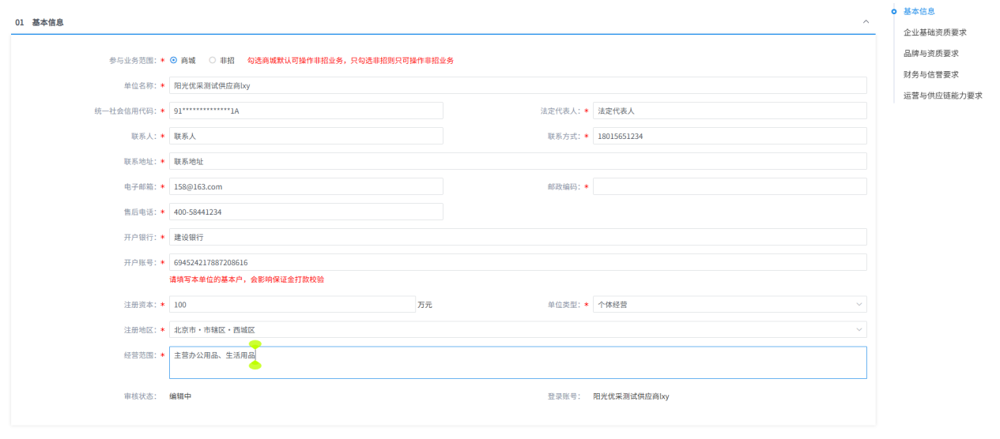 01 基本信息
参与业务范围：* 商城 非招 勾选商城默认可操作非招业务，只勾选非招则只可操作非招业务
单位名称：* 阳光优采测试供应商lxy
统一社会信用代码：* 91**************1A 法定代表人：* 法定代表人
联系人：* 联系人 联系方式：* 18015651234
联系地址：* 联系地址
电子邮箱：* 158@163.com 邮政编码：*
售后电话：* 400-58441234
开户银行：* 建设银行
开户账号：* 694524217887208616
请填写本单位的基本户，会影响保证金打款校验
注册资本：* 100 万元 单位类型：* 个体经营
注册地区：* 北京市・市辖区・西城区
经营范围：* 主营办公用品、生活用品
审核状态： 编辑中 登录账号： 阳光优采测试供应商lxy
基本信息
企业基础资质要求
品牌与资质要求
财务与信誉要求
运营与供应链能力要求